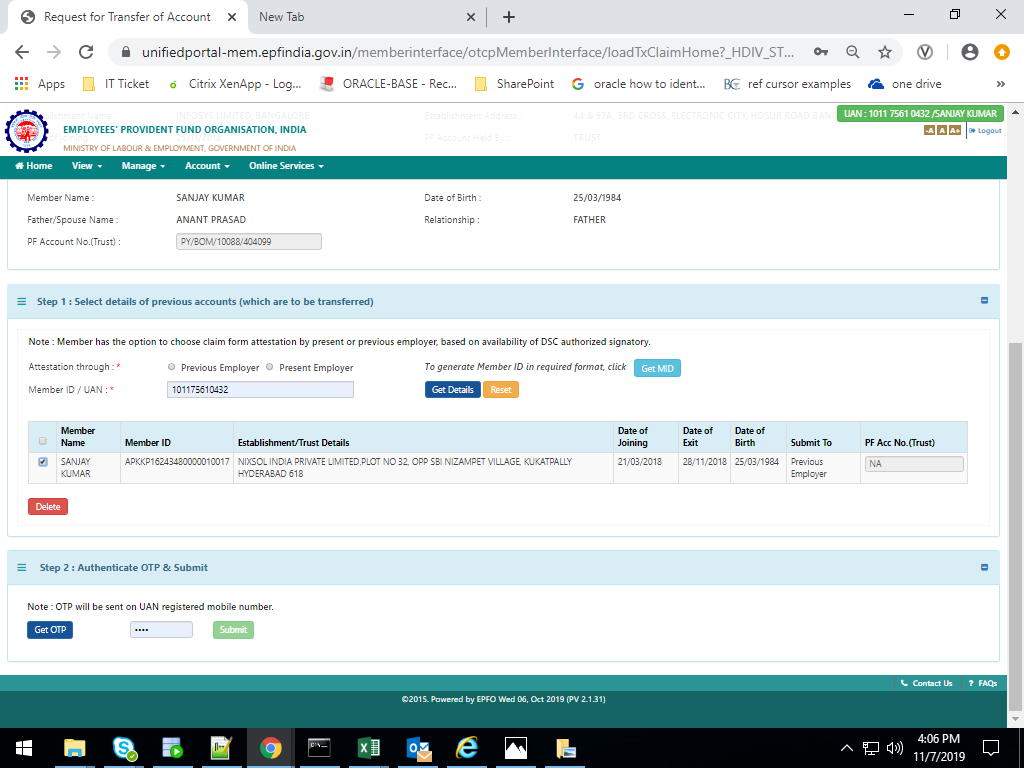 Request for Transfer of Account
New Tab
unifiedportal-mem.epfindia.gov.in/memberinterface/otcpMemberInterface/loadTxClaimHome?_HDIV_ST...
Apps IT Ticket Citrix XenApp - Log... ORACLE-BASE - Rec... SharePoint oracle how to ident... ref cursor examples one drive »
INFOSYS LIMITED, BANGALORE Establishment Address : 44 & 97A, 3RD CROSS, ELECTRONIC CITY, HOSUR ROAD
UAN : 1011 7561 0432 /SANJAY KUMAR
EMPLOYEES' PROVIDENT FUND ORGANISATION, INDIA
PF Account Held By : TRUST
-A A A+ Logout
MINISTRY OF LABOUR & EMPLOYMENT, GOVERNMENT OF INDIA
Home View Manage Account Online Services
Member Name : SANJAY KUMAR Date of Birth : 25/03/1984
Father/Spouse Name : ANANT PRASAD Relationship : FATHER
PF Account No.(Trust) : PY/BOM/10088/404099
Step 1 : Select details of previous accounts (which are to be transferred)
Note : Member has the option to choose claim form attestation by present or previous employer, based on availability of DSC authorized signatory.
Attestation through : * Previous Employer Present Employer To generate Member ID in required format, click Get MID
Member ID / UAN : * 101175610432 Get Details Reset
Member Name Member ID Establishment/Trust Details Date of Joining Date of Exit Date of Birth Submit To PF Acc No.(Trust)
SANJAY KUMAR APKKP16243480000010017 NIXSOL INDIA PRIVATE LIMITED,PLOT NO 32, OPP SBI NIZAMPET VILLAGE, KUKATPALLY HYDERABAD 618 21/03/2018 28/11/2018 25/03/1984 Previous Employer NA
Delete
Step 2 : Authenticate OTP & Submit
Note : OTP will be sent on UAN registered mobile number.
Get OTP •••• Submit
Contact Us ? FAQs
©2015. Powered by EPFO Wed 06, Oct 2019 (PV 2.1.31)
4:06 PM
11/7/2019